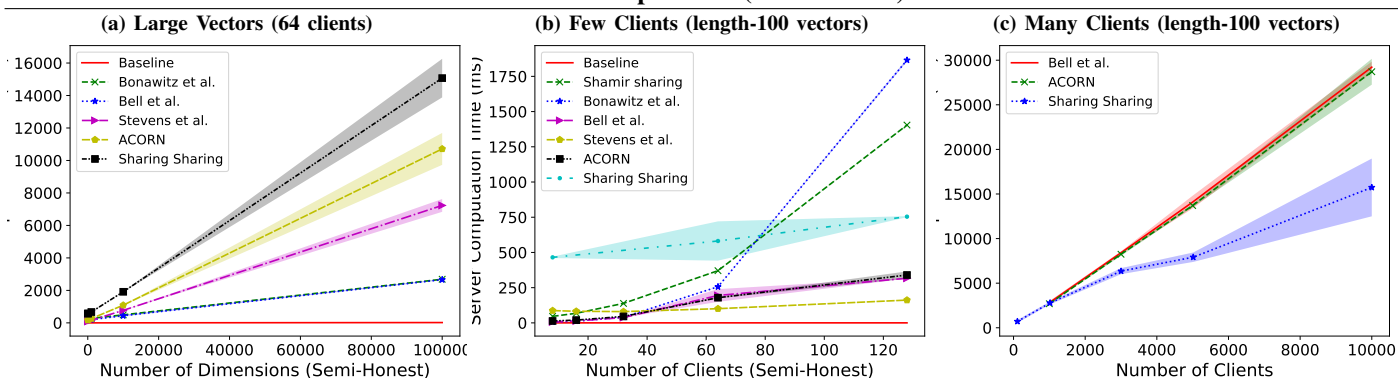 (a) Large Vectors (64 clients)
16000
14000
12000
10000
8000
6000
4000
2000
0
Baseline
Bonawitz et al.
Bell et al.
Stevens et al.
ACORN
Sharing Sharing
0 20000 40000 60000 80000
Number of Dimensions (Semi-Honest)
(b) Few Clients (length-100 vectors)
Server Computation Time (ms)
1750
1500
1250
1000
750
500
250
0
Baseline
Shamir sharing
Bonawitz et al.
Bell et al.
Stevens et al.
ACORN
Sharing Sharing
20 40 60 80 100 120
Number of Clients (Semi-Honest)
(c) Many Clients (length-100 vectors)
30000
25000
20000
15000
10000
5000
0
Bell et al.
ACORN
Sharing Sharing
0 2000 4000 6000 8000 10000
Number of Clients